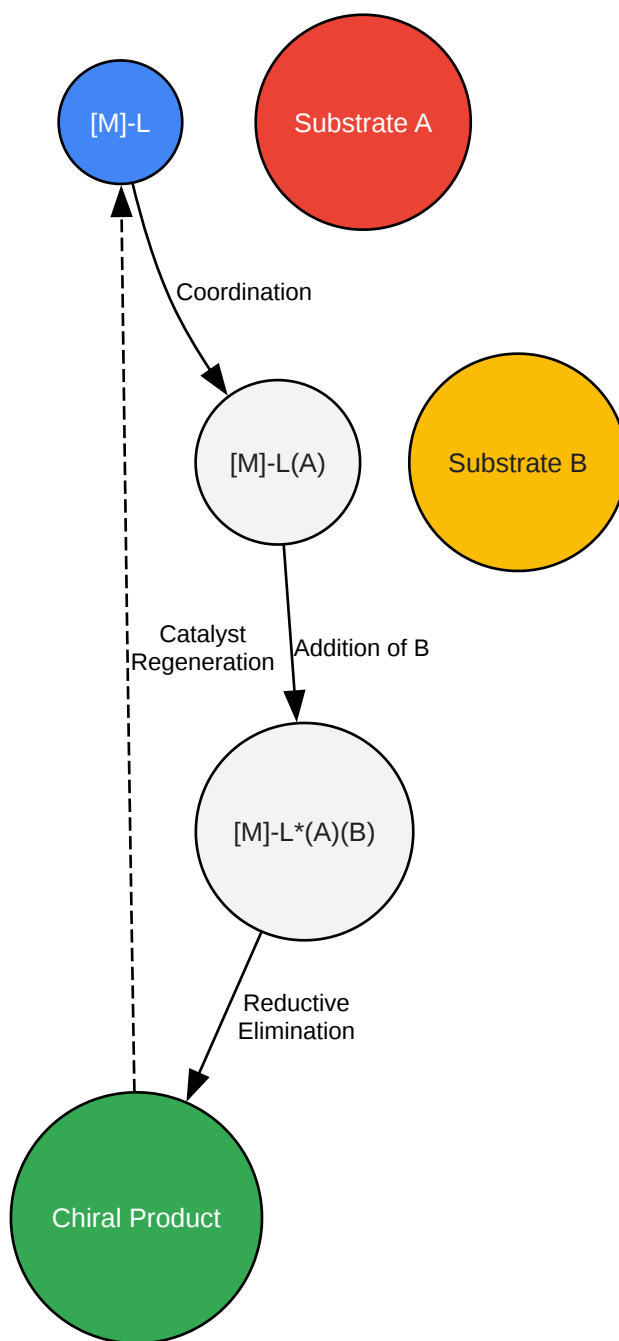 [M]-L
Substrate A
Coordination
[M]-L(A)
Substrate B
Catalyst
Regeneration
Addition of B
[M]-L*(A)(B)
Reductive
Elimination
Chiral Product